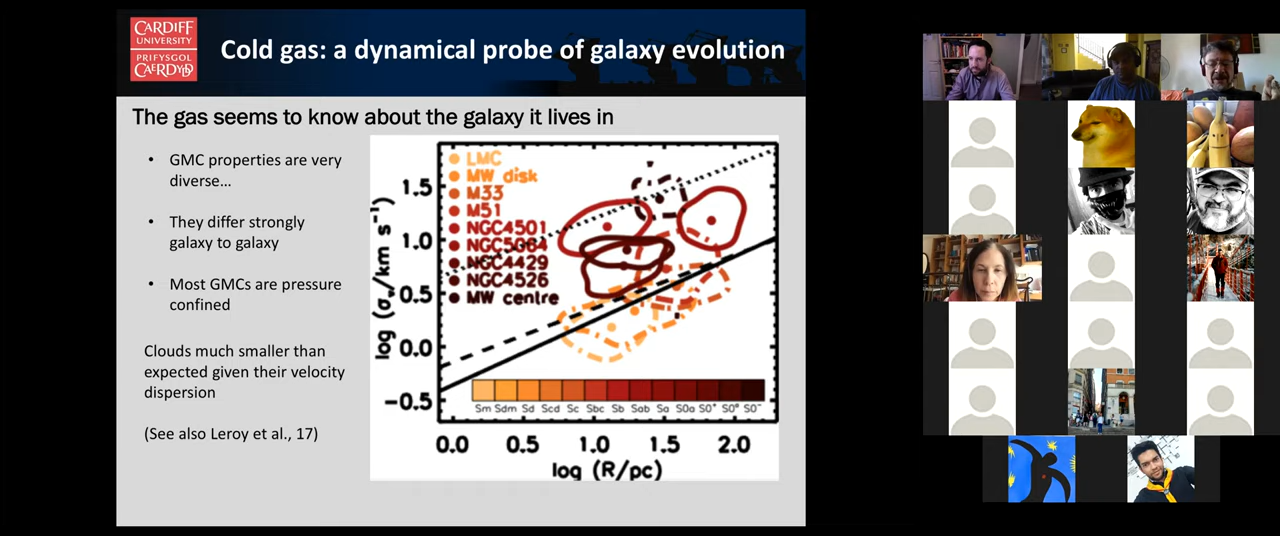 CARDIFF
UNIVERSITY
PRIFYSGOL
CAERDYDD
Cold gas: a dynamical probe of galaxy evolution
The gas seems to know about the galaxy it lives in
• GMC properties are very
diverse…
• They differ strongly
galaxy to galaxy
• Most GMCs are pressure
confined
Clouds much smaller than
expected given their velocity
dispersion
(See also Leroy et al., 17)
log (σᵥ/km s⁻¹)
1.5
1.0
0.5
0.0
−0.5
LMC
MW disk
M33
M51
NGC4501
NGC5064
NGC4429
NGC4526
MW centre
Sm Sdm Sd Scd Sc Sbc Sb Sab Sa S0a S0⁺ S0⁰ S0⁻
0.0 0.5 1.0 1.5 2.0
log (R/pc)